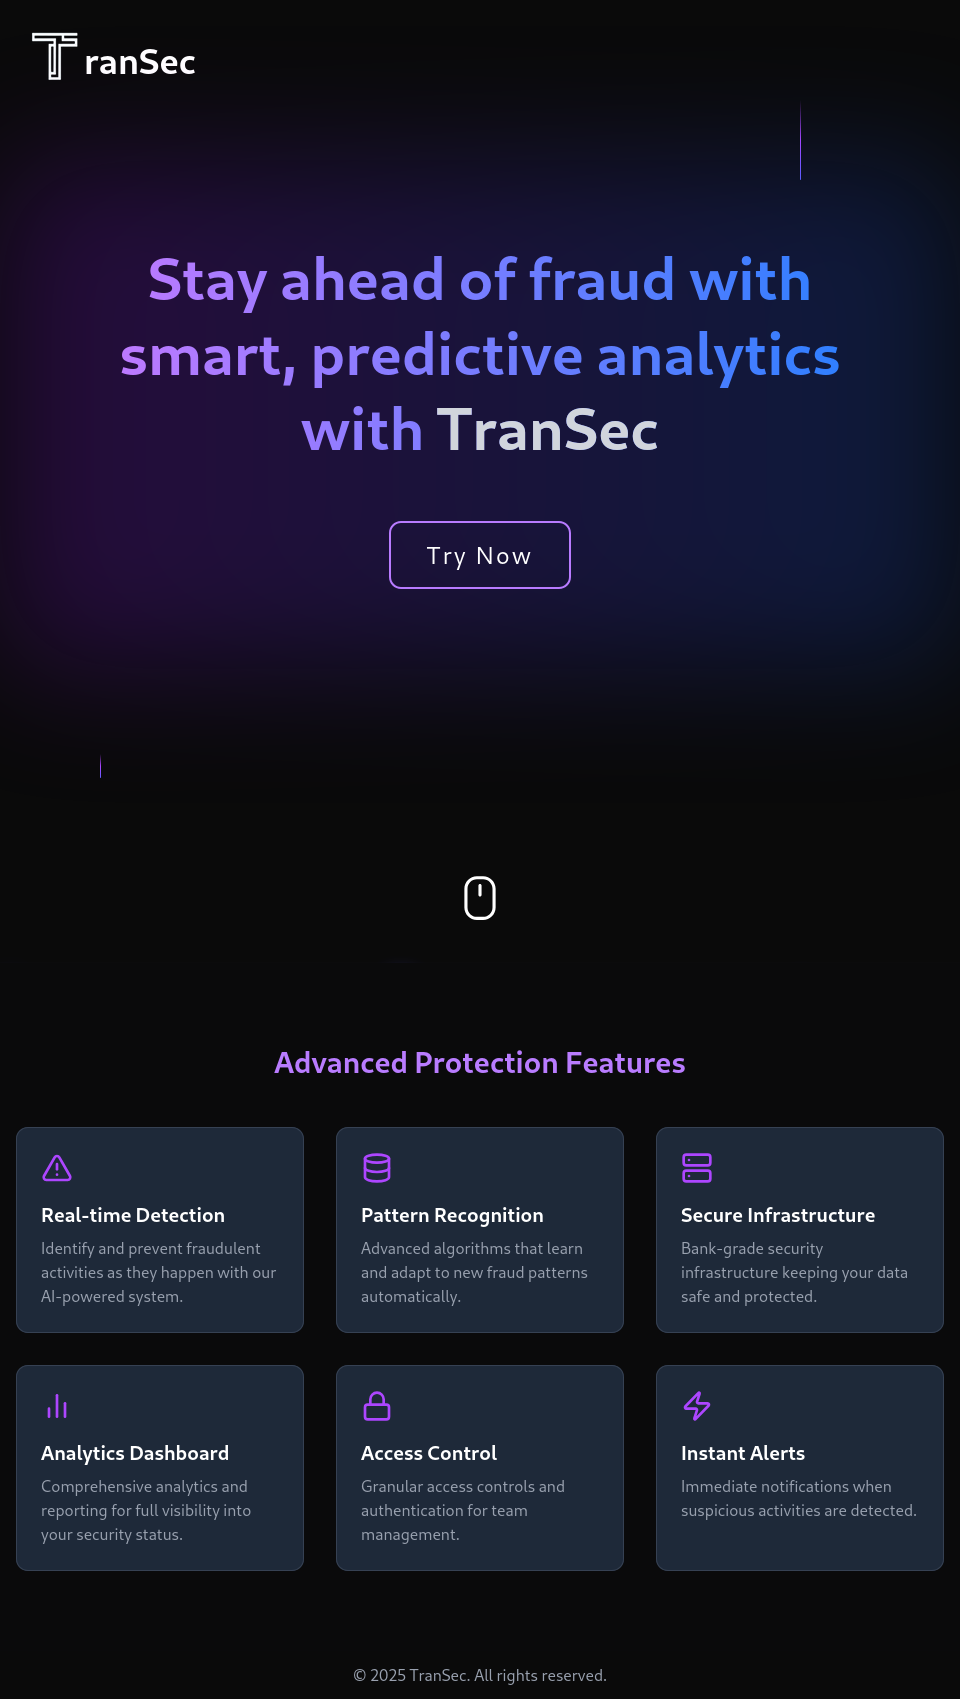 TranSec
Stay ahead of fraud with
smart, predictive analytics
with TranSec
Try Now
Advanced Protection Features
Real-time Detection
Identify and prevent fraudulent
activities as they happen with our
AI-powered system.
Pattern Recognition
Advanced algorithms that learn
and adapt to new fraud patterns
automatically.
Secure Infrastructure
Bank-grade security
infrastructure keeping your data
safe and protected.
Analytics Dashboard
Comprehensive analytics and
reporting for full visibility into
your security status.
Access Control
Granular access controls and
authentication for team
management.
Instant Alerts
Immediate notifications when
suspicious activities are detected.
© 2025 TranSec. All rights reserved.